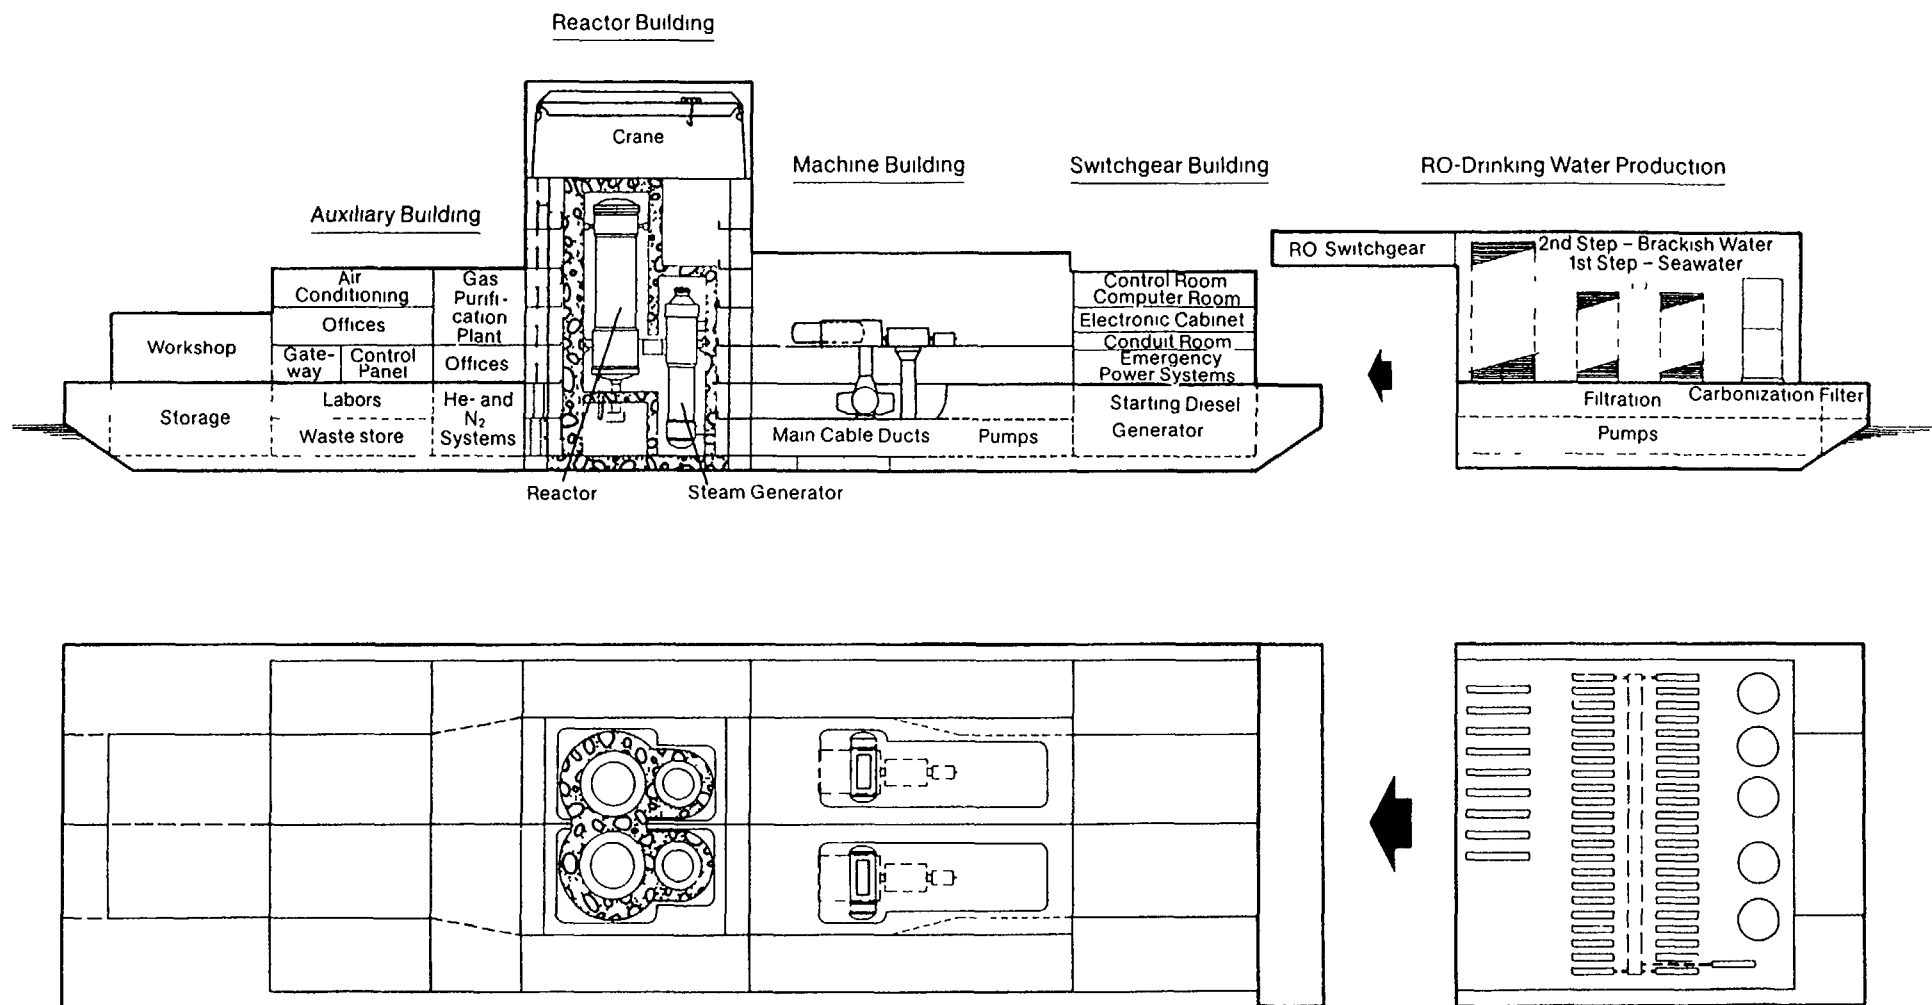 Reactor Building
Crane
Machine Building
Switchgear Building
RO-Drinking Water Production
Auxiliary Building
RO Switchgear
2nd Step – Brackish Water
1st Step – Seawater
Air
Conditioning
Gas
Purifi-
cation
Plant
Control Room
Computer Room
Offices
Electronic Cabinet
Workshop
Gate-
way
Control
Panel
Offices
Conduit Room
Emergency
Power Systems
Storage
Labors
He- and
N₂
Systems
Starting Diesel
Generator
Filtration
Carbonization Filter
Waste store
Main Cable Ducts
Pumps
Pumps
Reactor
Steam Generator